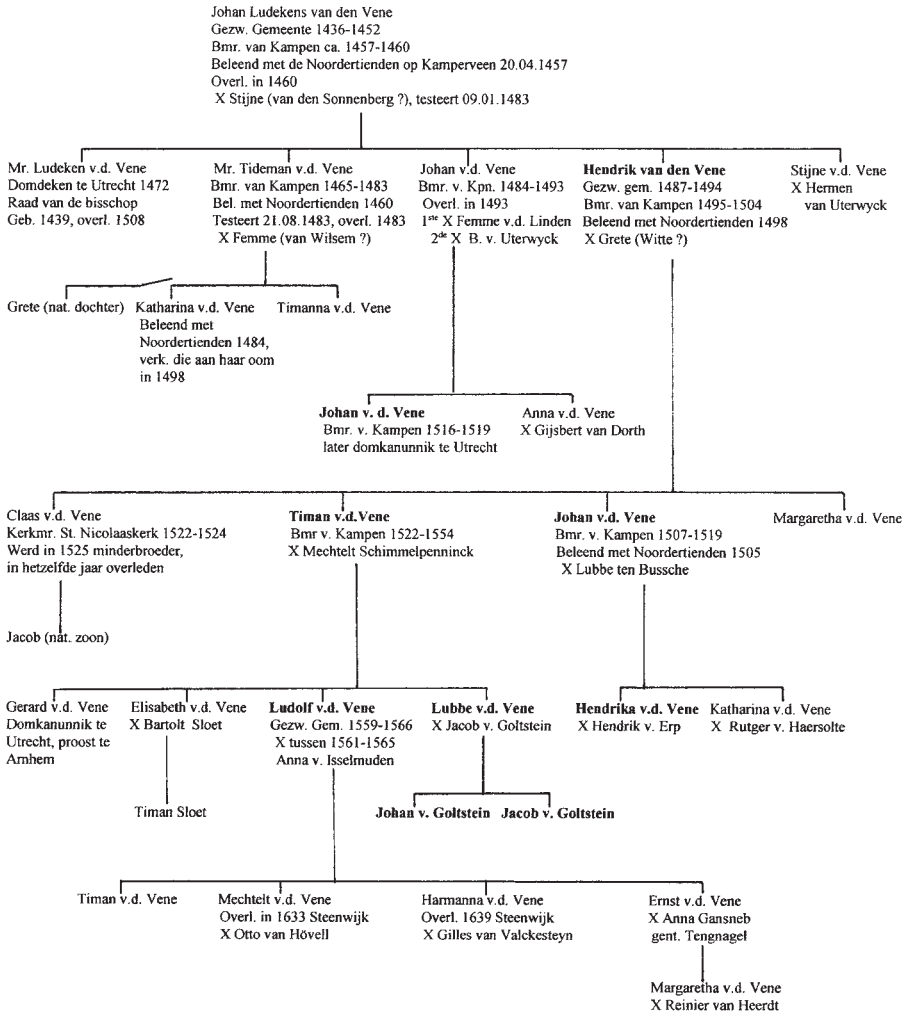 Johan Ludekens van den Vene
Gezw. Gemeente 1436-1452
Bmr. van Kampen ca. 1457-1460
Beleend met de Noordertienden op Kamperveen 20.04.1457
Overl. in 1460
X Stijne (van den Sonnenberg ?), testeert 09.01.1483
Mr. Ludeken v.d. Vene
Domdeken te Utrecht 1472
Raad van de bisschop
Geb. 1439, overl. 1508
Mr. Tideman v.d. Vene
Bmr. van Kampen 1465-1483
Bel. met Noordertienden 1460
Testeert 21.08.1483, overl. 1483
X Femme (van Wilsem ?)
Johan v.d. Vene
Bmr. v. Kpn. 1484-1493
Overl. in 1493
1ste X Femme v.d. Linden
2de X B. v. Uterwyck
Hendrik van den Vene
Gezw. gem. 1487-1494
Bmr. van Kampen 1495-1504
Beleend met Noordertienden 1498
X Grete (Witte ?)
Stijne v.d. Vene
X Hermen
van Uterwyck
Grete (nat. dochter)
Katharina v.d. Vene
Beleend met
Noordertienden 1484,
verk. die aan haar oom
in 1498
Timanna v.d. Vene
Johan v. d. Vene
Bmr. v. Kampen 1516-1519
later domkanunnik te Utrecht
Anna v.d. Vene
X Gijsbert van Dorth
Claas v.d. Vene
Kerkmr. St. Nicolaaskerk 1522-1524
Werd in 1525 minderbroeder,
in hetzelfde jaar overleden
Timan v.d.Vene
Bmr v. Kampen 1522-1554
X Mechtelt Schimmelpenninck
Johan v.d. Vene
Bmr. v. Kampen 1507-1519
Beleend met Noordertienden 1505
X Lubbe ten Bussche
Margaretha v.d. Vene
Jacob (nat. zoon)
Gerard v.d. Vene
Domkanunnik te
Utrecht, proost te
Arnhem
Elisabeth v.d. Vene
X Bartolt Sloet
Ludolf v.d. Vene
Gezw. Gem. 1559-1566
X tussen 1561-1565
Anna v. Isselmuden
Lubbe v.d. Vene
X Jacob v. Goltstein
Hendrika v.d. Vene
X Hendrik v. Erp
Katharina v.d. Vene
X Rutger v. Haersolte
Timan Sloet
Johan v. Goltstein
Jacob v. Goltstein
Timan v.d. Vene
Mechtelt v.d. Vene
Overl. in 1633 Steenwijk
X Otto van Hövell
Harmanna v.d. Vene
Overl. 1639 Steenwijk
X Gilles van Valckesteyn
Ernst v.d. Vene
X Anna Gansneb
gent. Tengnagel
Margaretha v.d. Vene
X Reinier van Heerdt